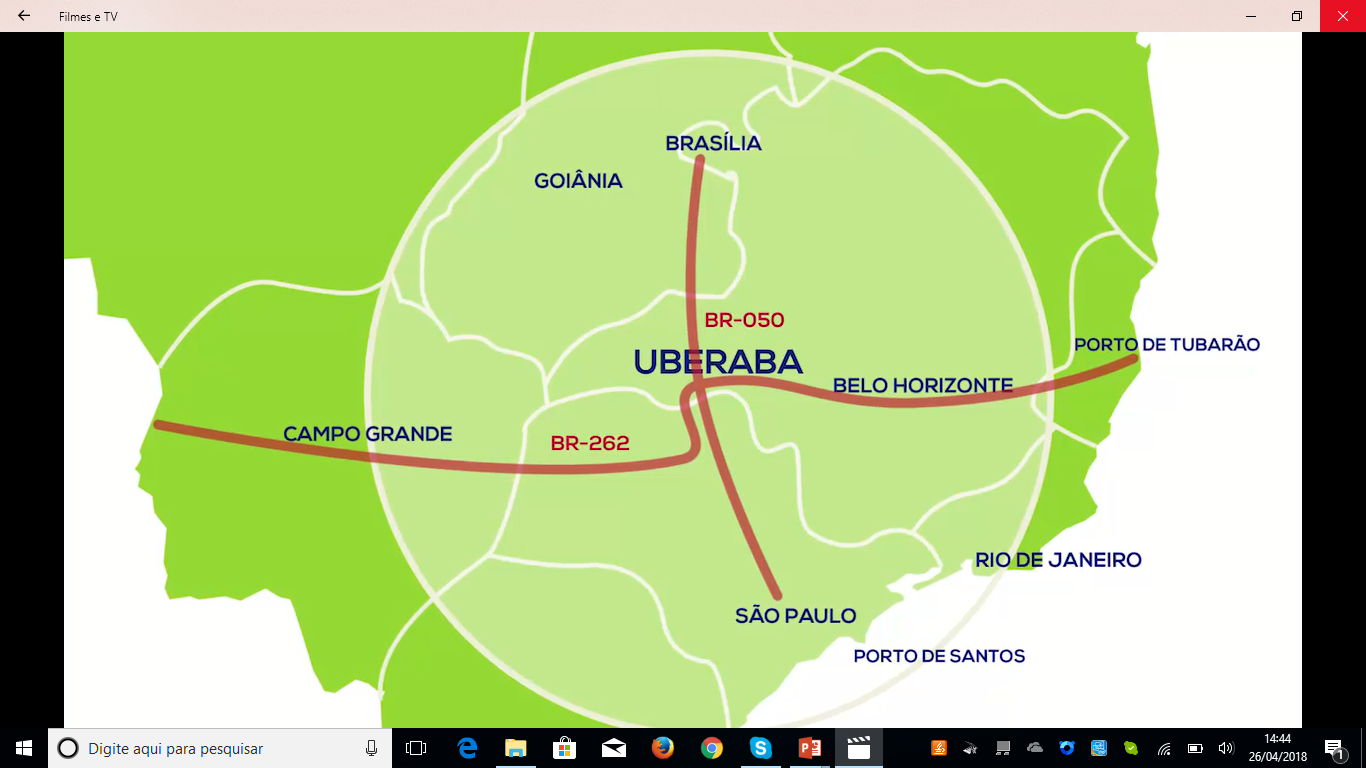 Filmes e TV
BRASÍLIA
GOIÂNIA
BR-050
PORTO DE TUBARÃO
UBERABA
BELO HORIZONTE
CAMPO GRANDE
BR-262
RIO DE JANEIRO
SÃO PAULO
PORTO DE SANTOS
Digite aqui para pesquisar
14:44
26/04/2018
1